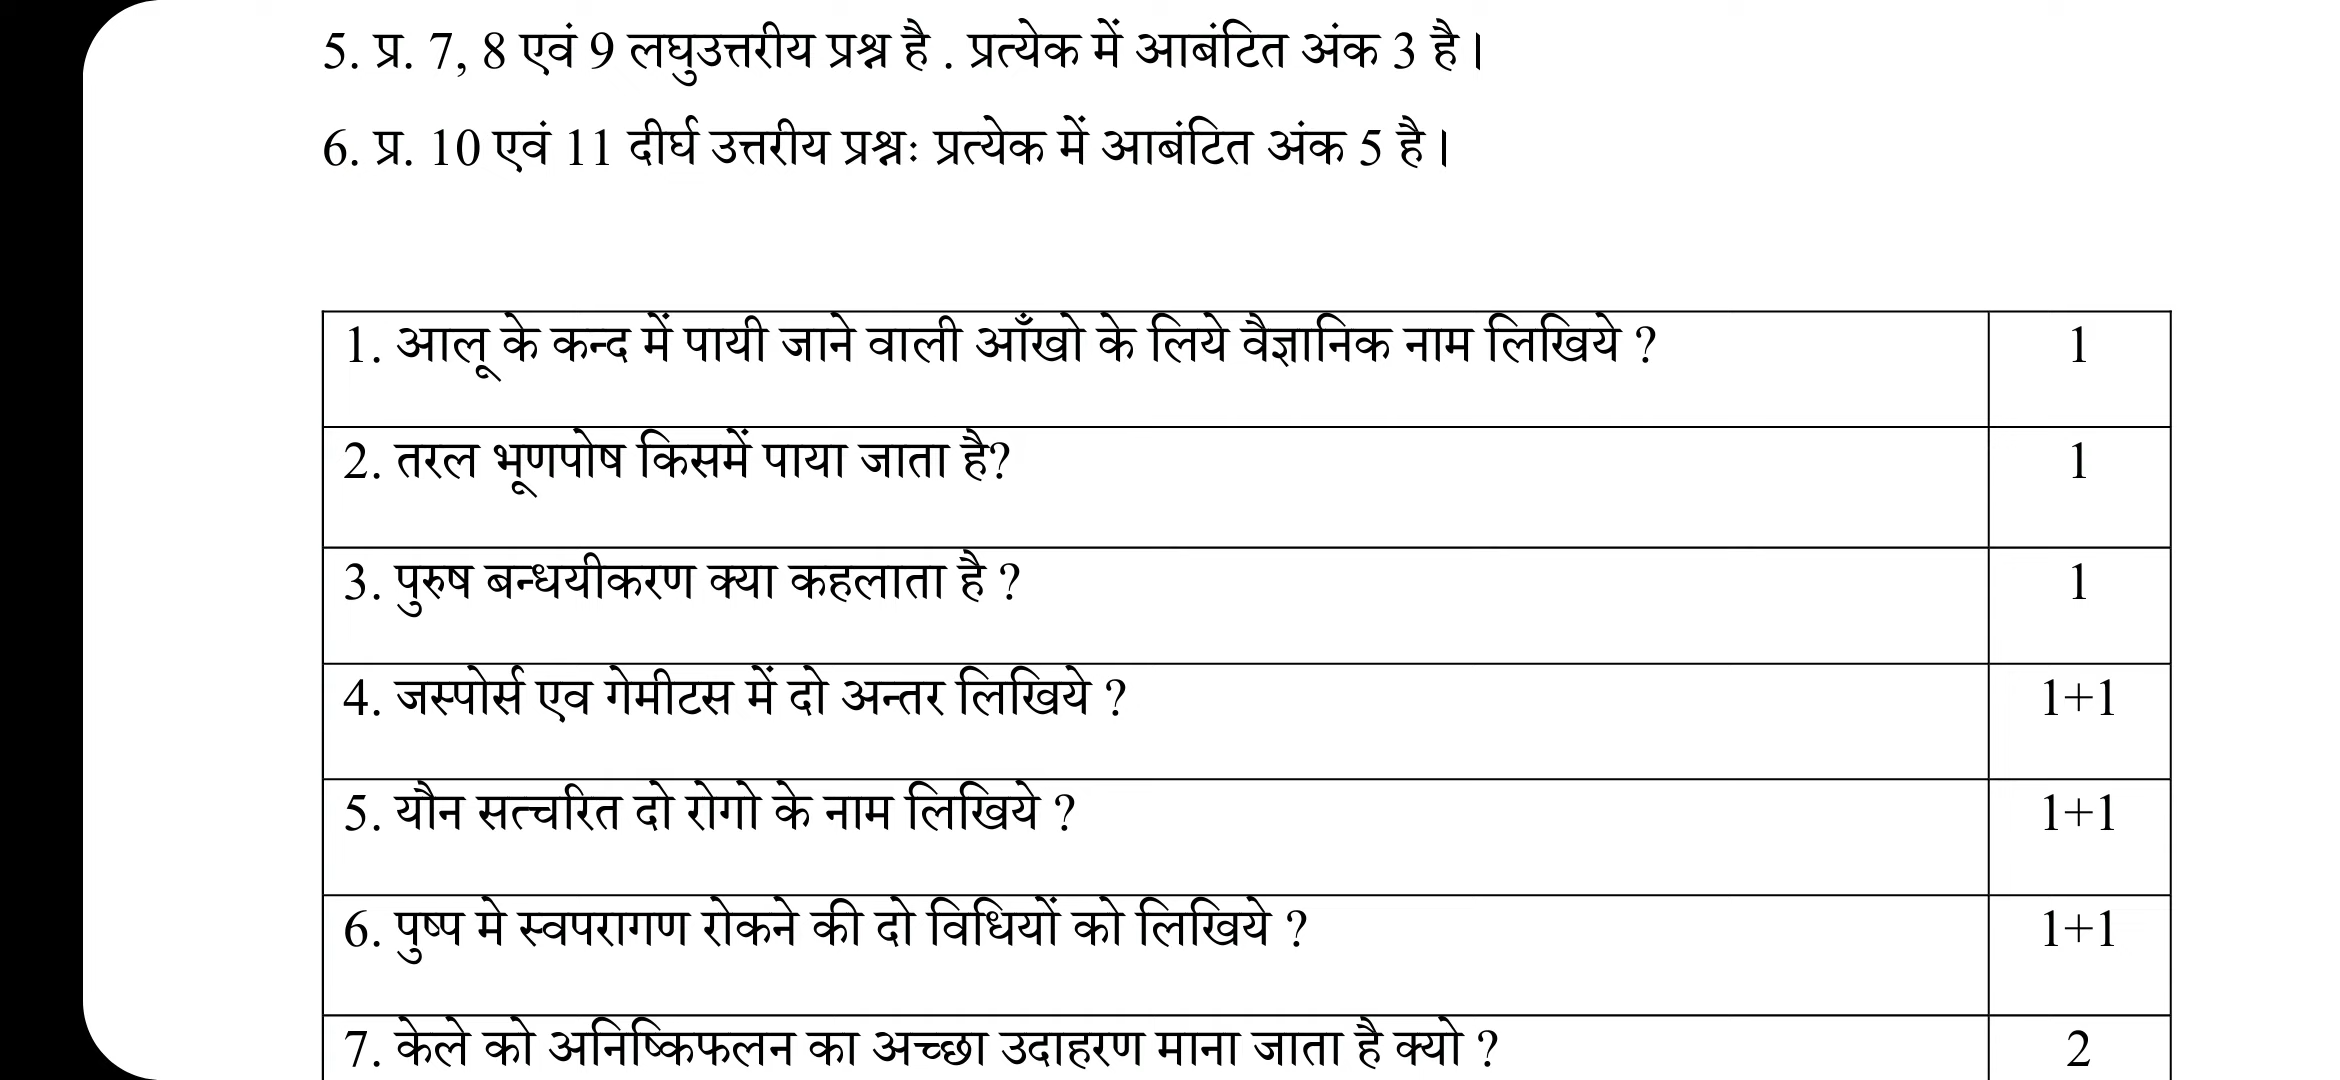 5. प्र. 7, 8 एवं 9 लघुउत्तरीय प्रश्न है . प्रत्येक में आबंटित अंक 3 है।
6. प्र. 10 एवं 11 दीर्घ उत्तरीय प्रश्नः प्रत्येक में आबंटित अंक 5 है।
1. आलू के कन्द में पायी जाने वाली आँखो के लिये वैज्ञानिक नाम लिखिये ? 1
2. तरल भूणपोष किसमें पाया जाता है? 1
3. पुरुष बन्धयीकरण क्या कहलाता है ? 1
4. जस्पोर्स एव गेमीटस में दो अन्तर लिखिये ? 1+1
5. यौन सत्चरित दो रोगो के नाम लिखिये ? 1+1
6. पुष्प मे स्वपरागण रोकने की दो विधियों को लिखिये ? 1+1
7. केले को अनिष्किफलन का अच्छा उदाहरण माना जाता है क्यो ? 2